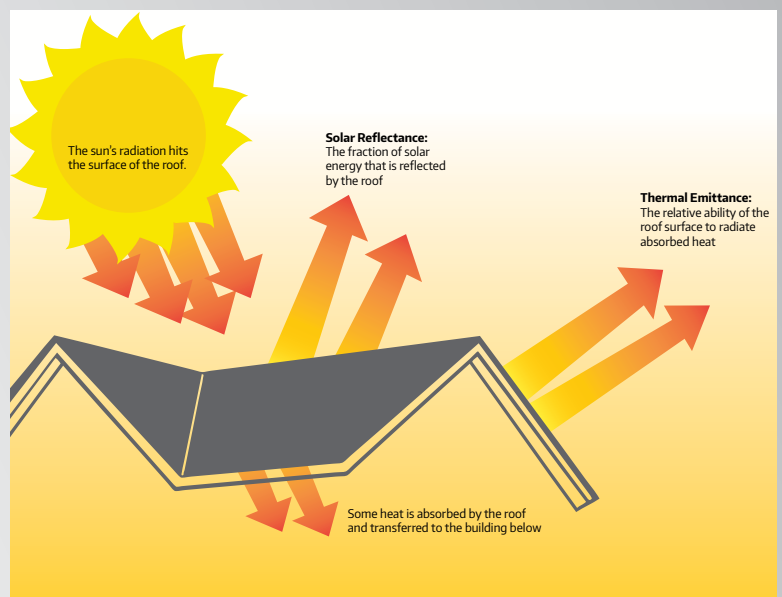 The sun's radiation hits
the surface of the roof.
Solar Reflectance:
The fraction of solar
energy that is reflected
by the roof
Thermal Emittance:
The relative ability of the
roof surface to radiate
absorbed heat
Some heat is absorbed by the roof
and transferred to the building below